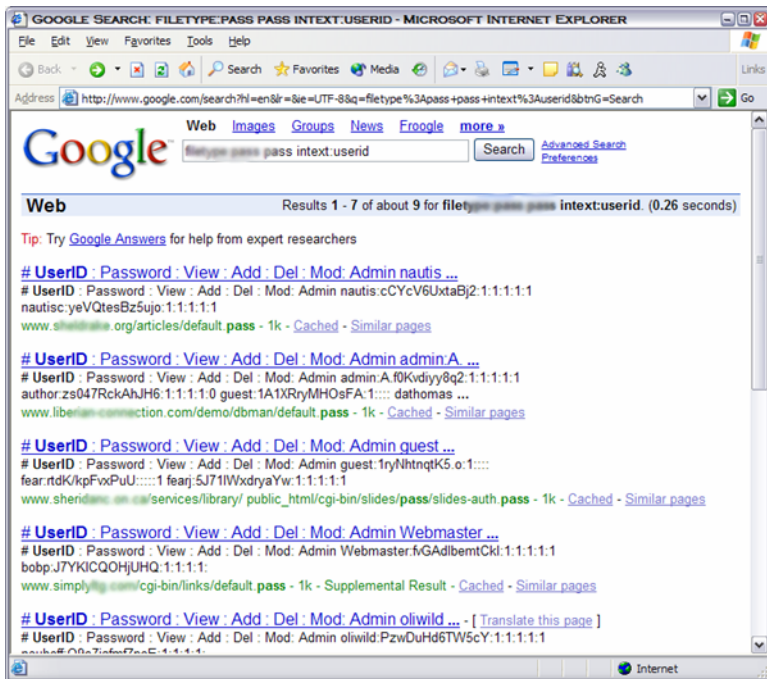 GOOGLE SEARCH: FILETYPE:PASS PASS INTEXT:USERID - MICROSOFT INTERNET EXPLORER
File Edit View Favorites Tools Help
Back Search Favorites Media Links
Address http://www.google.com/search?hl=en&lr=&ie=UTF-8&q=filetype%3Apass+pass+intext%3Auserid&btnG=Search Go
Web Images Groups News Froogle more »
Google™ pass intext:userid Search Advanced Search
Preferences
Web Results 1 - 7 of about 9 for intext:userid. (0.26 seconds)
Tip: Try Google Answers for help from expert researchers
# UserID : Password : View : Add : Del : Mod: Admin nautis ...
# UserID : Password : View : Add : Del : Mod: Admin nautis:cCYcV6UxtaBj2:1:1:1:1:1
nautisc:yeVQtesBz5ujo:1:1:1:1:1
.org/articles/default.pass - 1k - Cached - Similar pages
# UserID : Password : View : Add : Del : Mod: Admin admin:A. ...
# UserID : Password : View : Add : Del : Mod: Admin admin:A.f0Kvdiyy8q2:1:1:1:1:1
author:zs047RckAhJH6:1:1:1:1:0 guest:1A1XRryMHOsFA:1:::: dathomas ...
/demo/dbman/default.pass - 1k - Cached - Similar pages
# UserID : Password : View : Add : Del : Mod: Admin guest ...
# UserID : Password : View : Add : Del : Mod: Admin guest:1ryNhtnqtK5.o:1::::
fear:rtdK/kpFvxPuU:::::1 fearj:5J71lWxdryaYw:1:1:1:1:1
/services/library/ public_html/cgi-bin/slides/pass/slides-auth.pass - 1k - Cached - Similar pages
# UserID : Password : View : Add : Del : Mod: Admin Webmaster ...
# UserID : Password : View : Add : Del : Mod: Admin Webmaster:fvGAdlbemtCkI:1:1:1:1:1
bobp:J7YKICQOHjUHQ:1:1:1:1:
/cgi-bin/links/default.pass - 1k - Supplemental Result - Cached - Similar pages
# UserID : Password : View : Add : Del : Mod: Admin oliwild ... - [ Translate this page ]
# UserID : Password : View : Add : Del : Mod: Admin oliwild:PzwDuHd6TW5cY:1:1:1:1:1
Internet